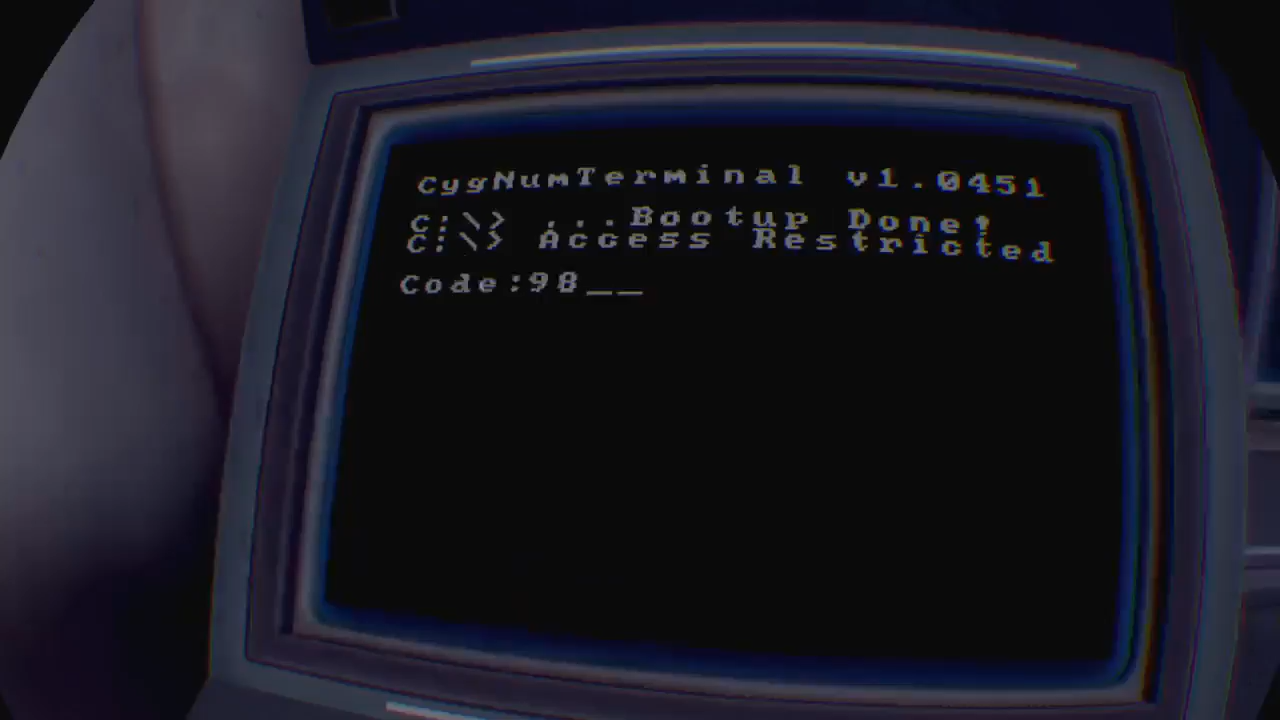 CygNumTerminal v1.0451
C:\> ...Bootup Done!
C:\> Access Restricted
Code:98__